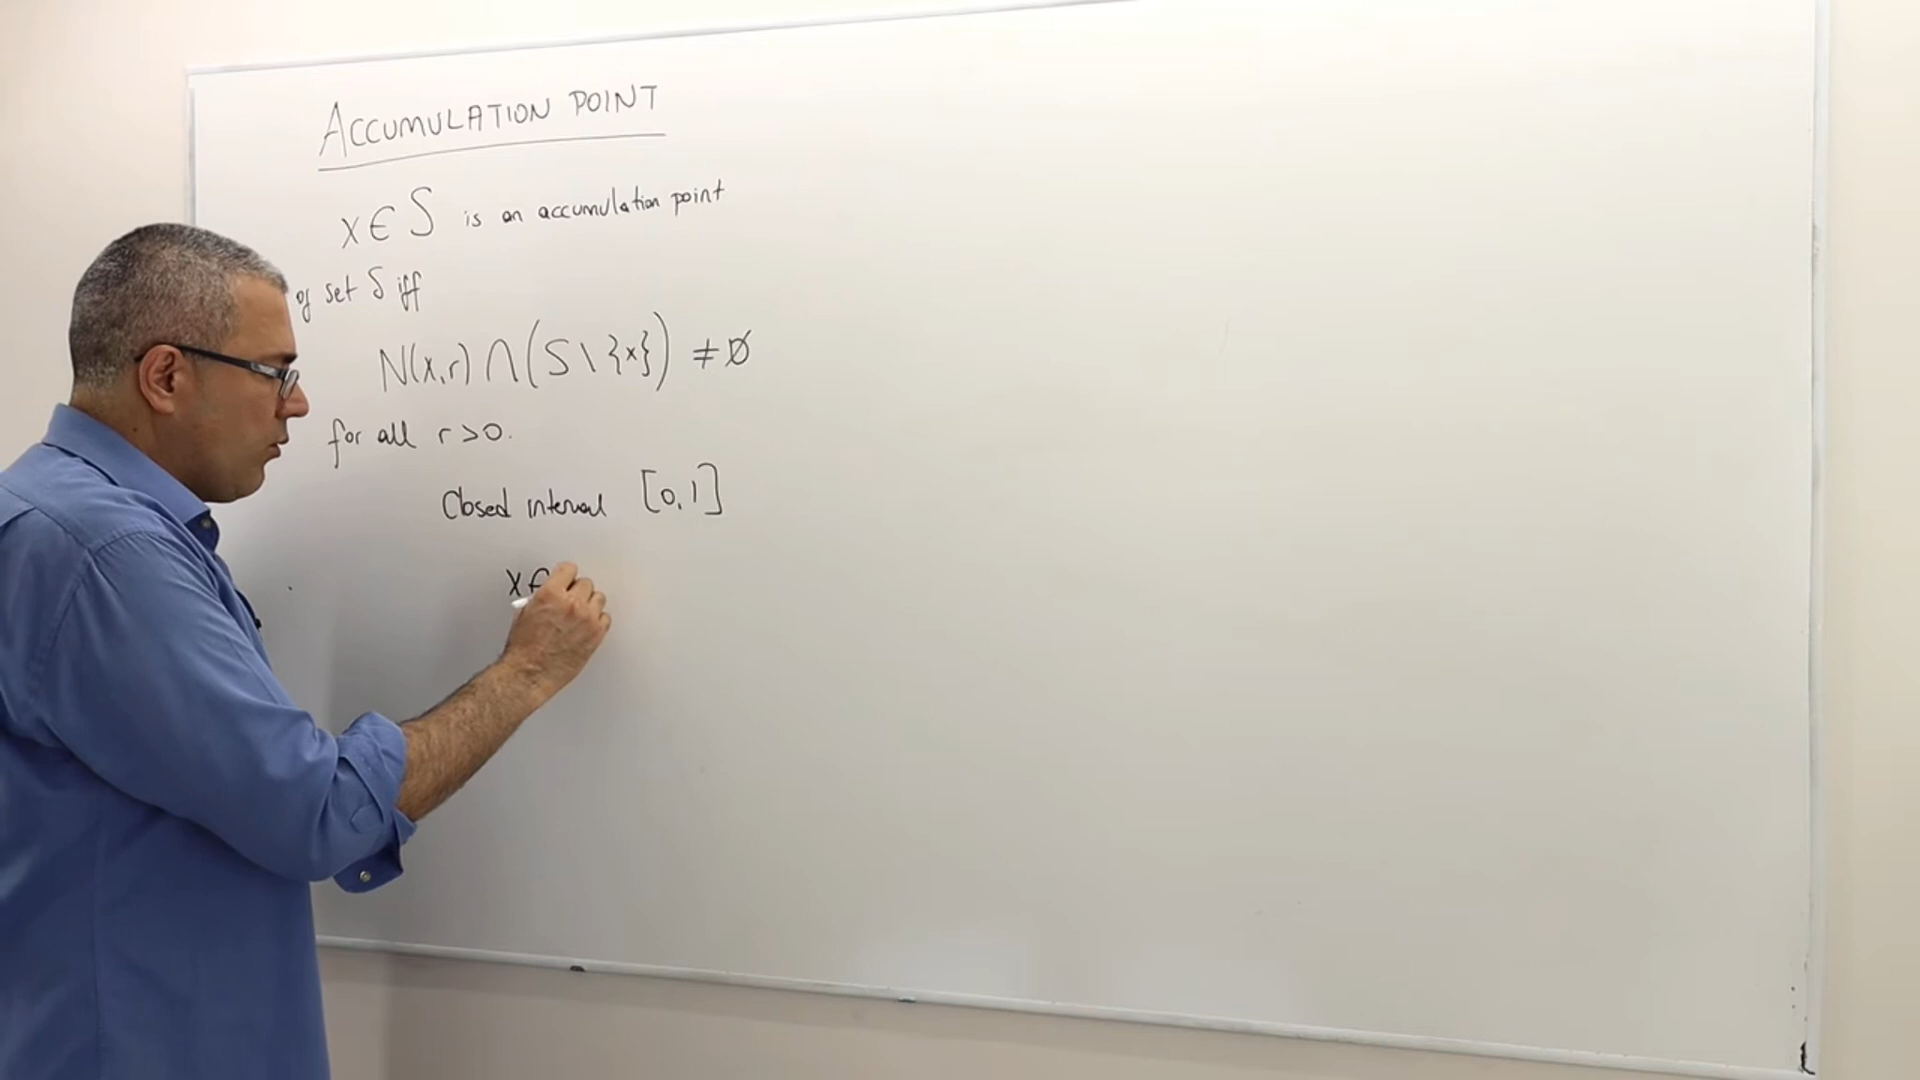 ACCUMULATION POINT
x ∈ S is an accumulation point
of set S iff
N(x,r) ∩ (S \ {x}) ≠ Ø
for all r > 0.
Closed interval [0,1]
x ∈